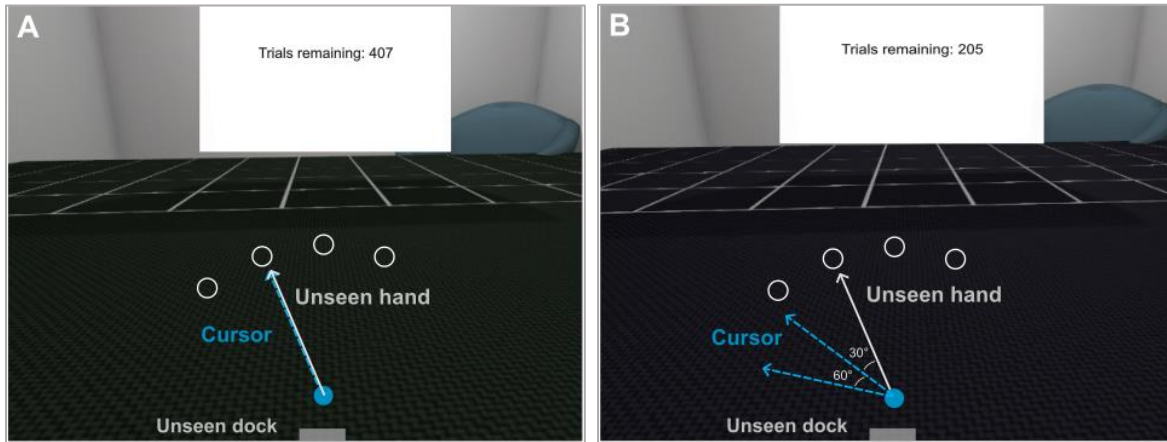 A
Trials remaining: 407
Unseen hand
Cursor
Unseen dock
B
Trials remaining: 205
Unseen hand
Cursor
30°
60°
Unseen dock